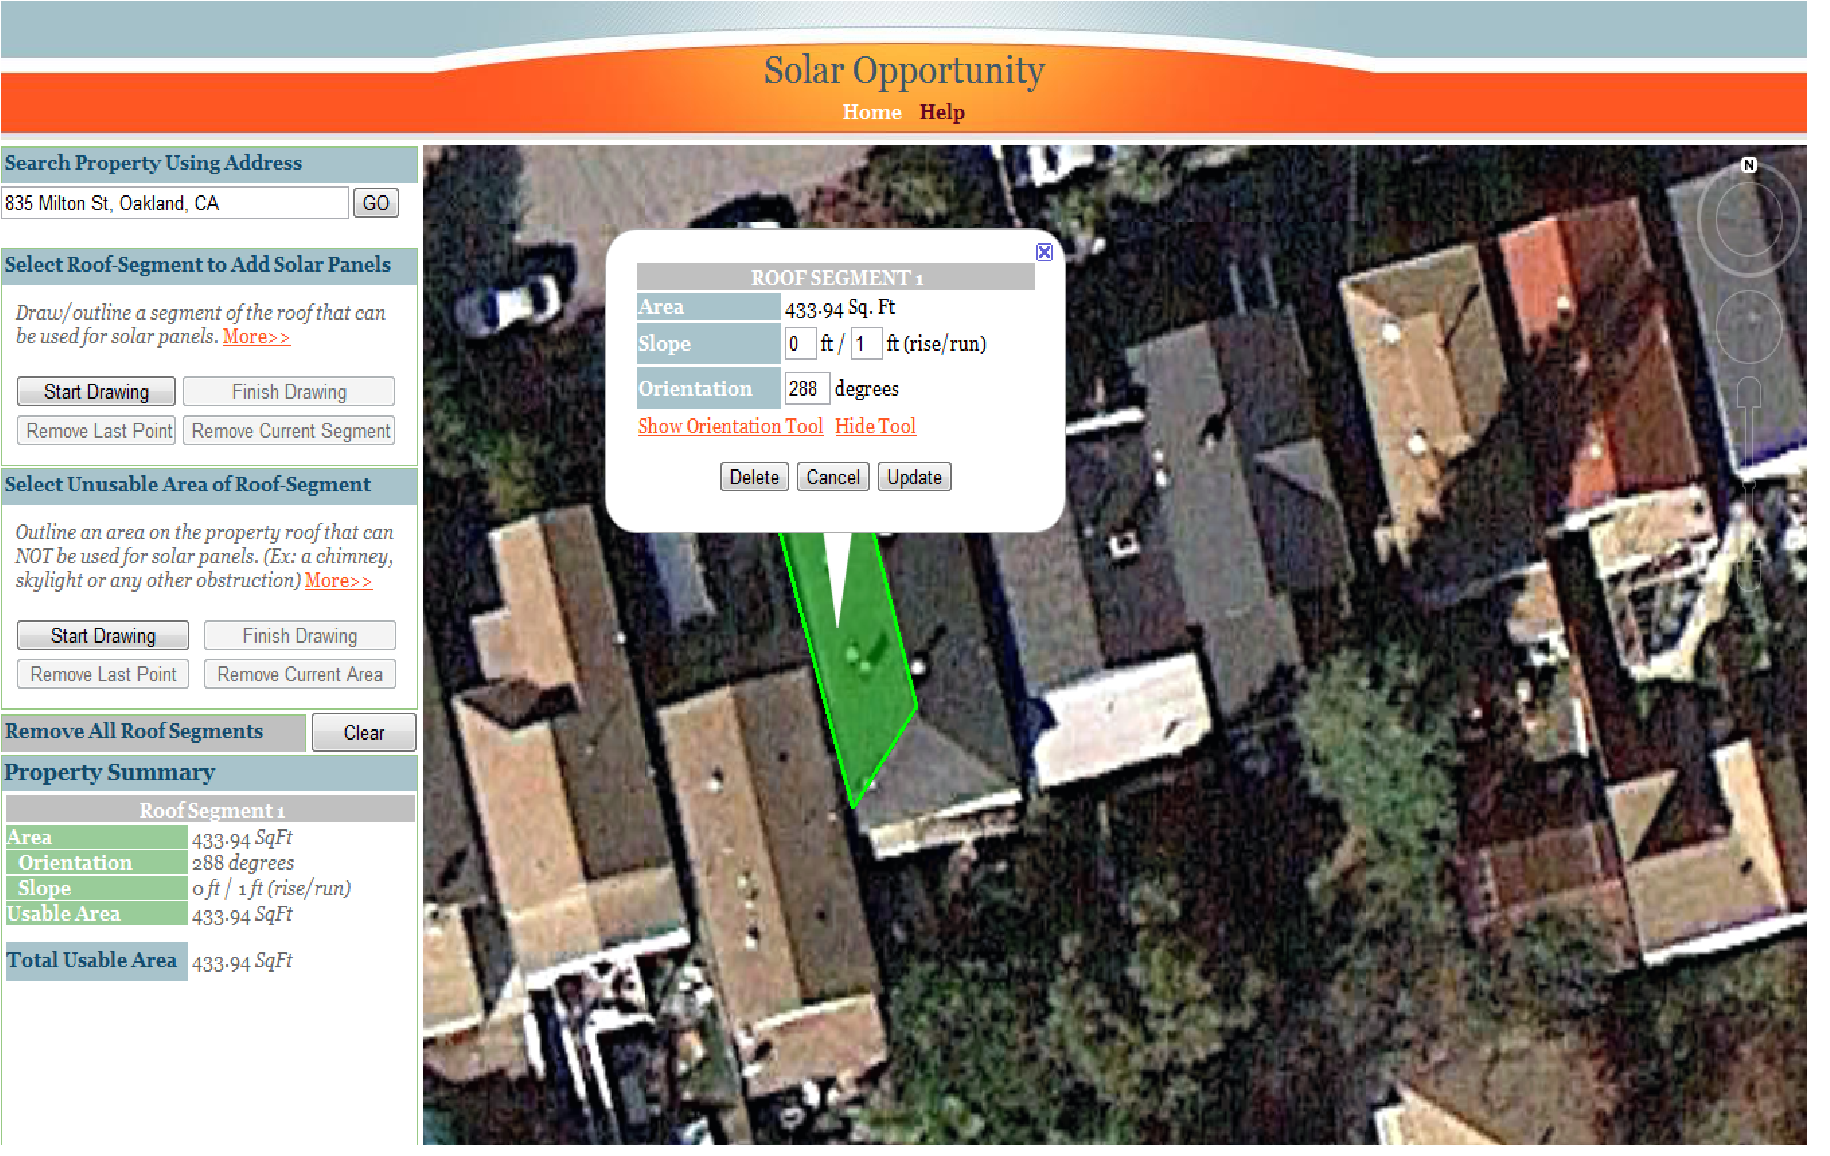 Solar Opportunity
Home Help
Search Property Using Address
835 Milton St, Oakland, CA GO
Select Roof-Segment to Add Solar Panels
Draw/outline a segment of the roof that can
be used for solar panels. More>>
Start Drawing Finish Drawing
Remove Last Point Remove Current Segment
Select Unusable Area of Roof-Segment
Outline an area on the property roof that can
NOT be used for solar panels. (Ex: a chimney,
skylight or any other obstruction) More>>
Start Drawing Finish Drawing
Remove Last Point Remove Current Area
Remove All Roof Segments Clear
Property Summary
Roof Segment 1
Area 433.94 SqFt
Orientation 288 degrees
Slope 0 ft / 1 ft (rise/run)
Usable Area 433.94 SqFt
Total Usable Area 433.94 SqFt
ROOF SEGMENT 1
Area 433.94 Sq. Ft
Slope 0 ft / 1 ft (rise/run)
Orientation 288 degrees
Show Orientation Tool Hide Tool
Delete Cancel Update
N